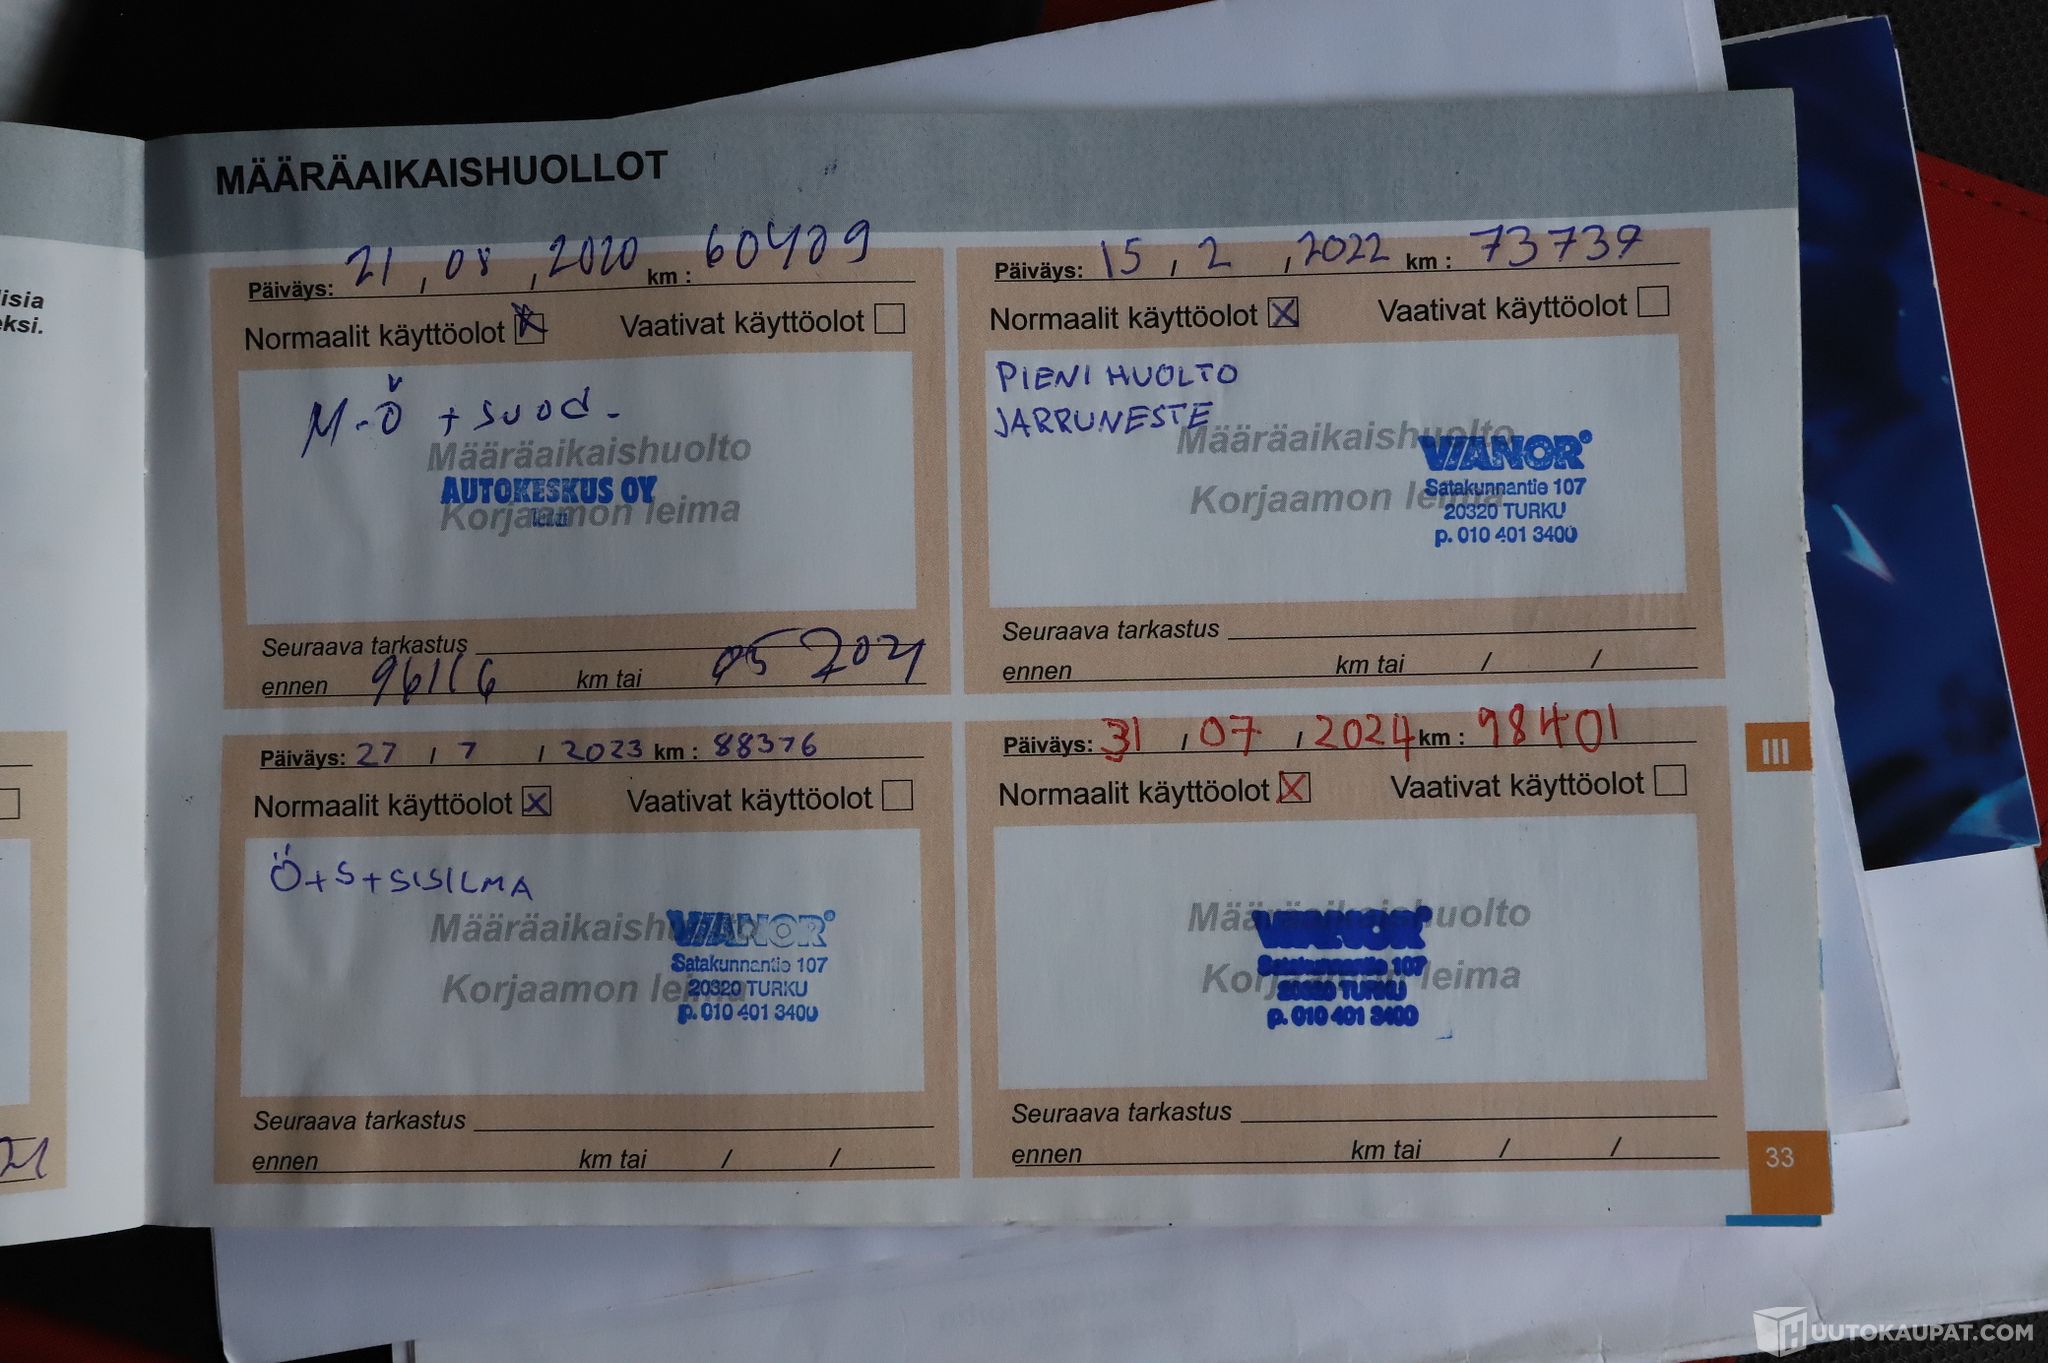 isia
eksi.
21
MÄÄRÄAIKAISHUOLLOT
Päiväys: 21 , 08 , 2020 km : 60409
Normaalit käyttöolot X Vaativat käyttöolot
M-Ö + suod-
Määräaikaishuolto
AUTOKESKUS OY
Korjaamon leima
Seuraava tarkastus
ennen 96116 km tai 05 2021
Päiväys: 15 , 2 , 2022 km : 73739
Normaalit käyttöolot X Vaativat käyttöolot
PIENI HUOLTO
JARRUNESTE
Määräaikaishuolto
VIANOR®
Korjaamon leima
Satakunnantie 107
20320 TURKU
p. 010 401 3400
Seuraava tarkastus
ennen km tai / /
Päiväys: 27 , 7 , 2023 km : 88376
Normaalit käyttöolot X Vaativat käyttöolot
Ö+S+SISILMA
Määräaikaishuolto
VIANOR®
Korjaamon leima
Satakunnantie 107
20320 TURKU
p. 010 401 3400
Seuraava tarkastus
ennen km tai / /
Päiväys: 31 , 07 , 2024 km : 98401
Normaalit käyttöolot X Vaativat käyttöolot
Määräaikaishuolto
VIANOR®
Korjaamon leima
Satakunnantie 107
20320 TURKU
p. 010 401 3400
Seuraava tarkastus
ennen km tai / /
III
33
HUUTOKAUPAT.COM